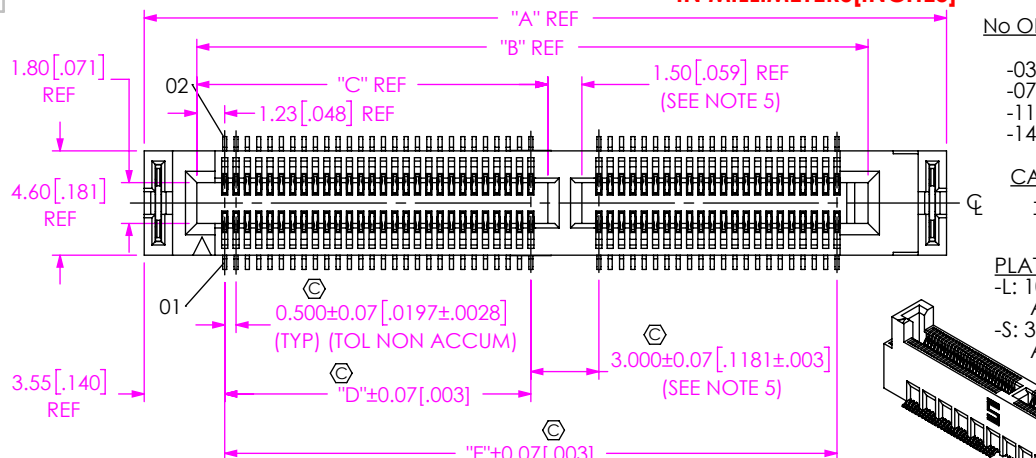 "A" REF
"B" REF
No O
1.80[.071]
REF
"C" REF
1.50[.059] REF
(SEE NOTE 5)
02
1.23[.048] REF
-03
-07
-11
-14
CA
4.60[.181]
REF
℄
01
C
0.500±0.07[.0197±.0028]
(TYP) (TOL NON ACCUM)
C
3.000±0.07[.1181±.003]
(SEE NOTE 5)
PLAT
-L: 1
A
-S: 3
A
3.55[.140]
REF
C
"D"±0.07[.003]
C